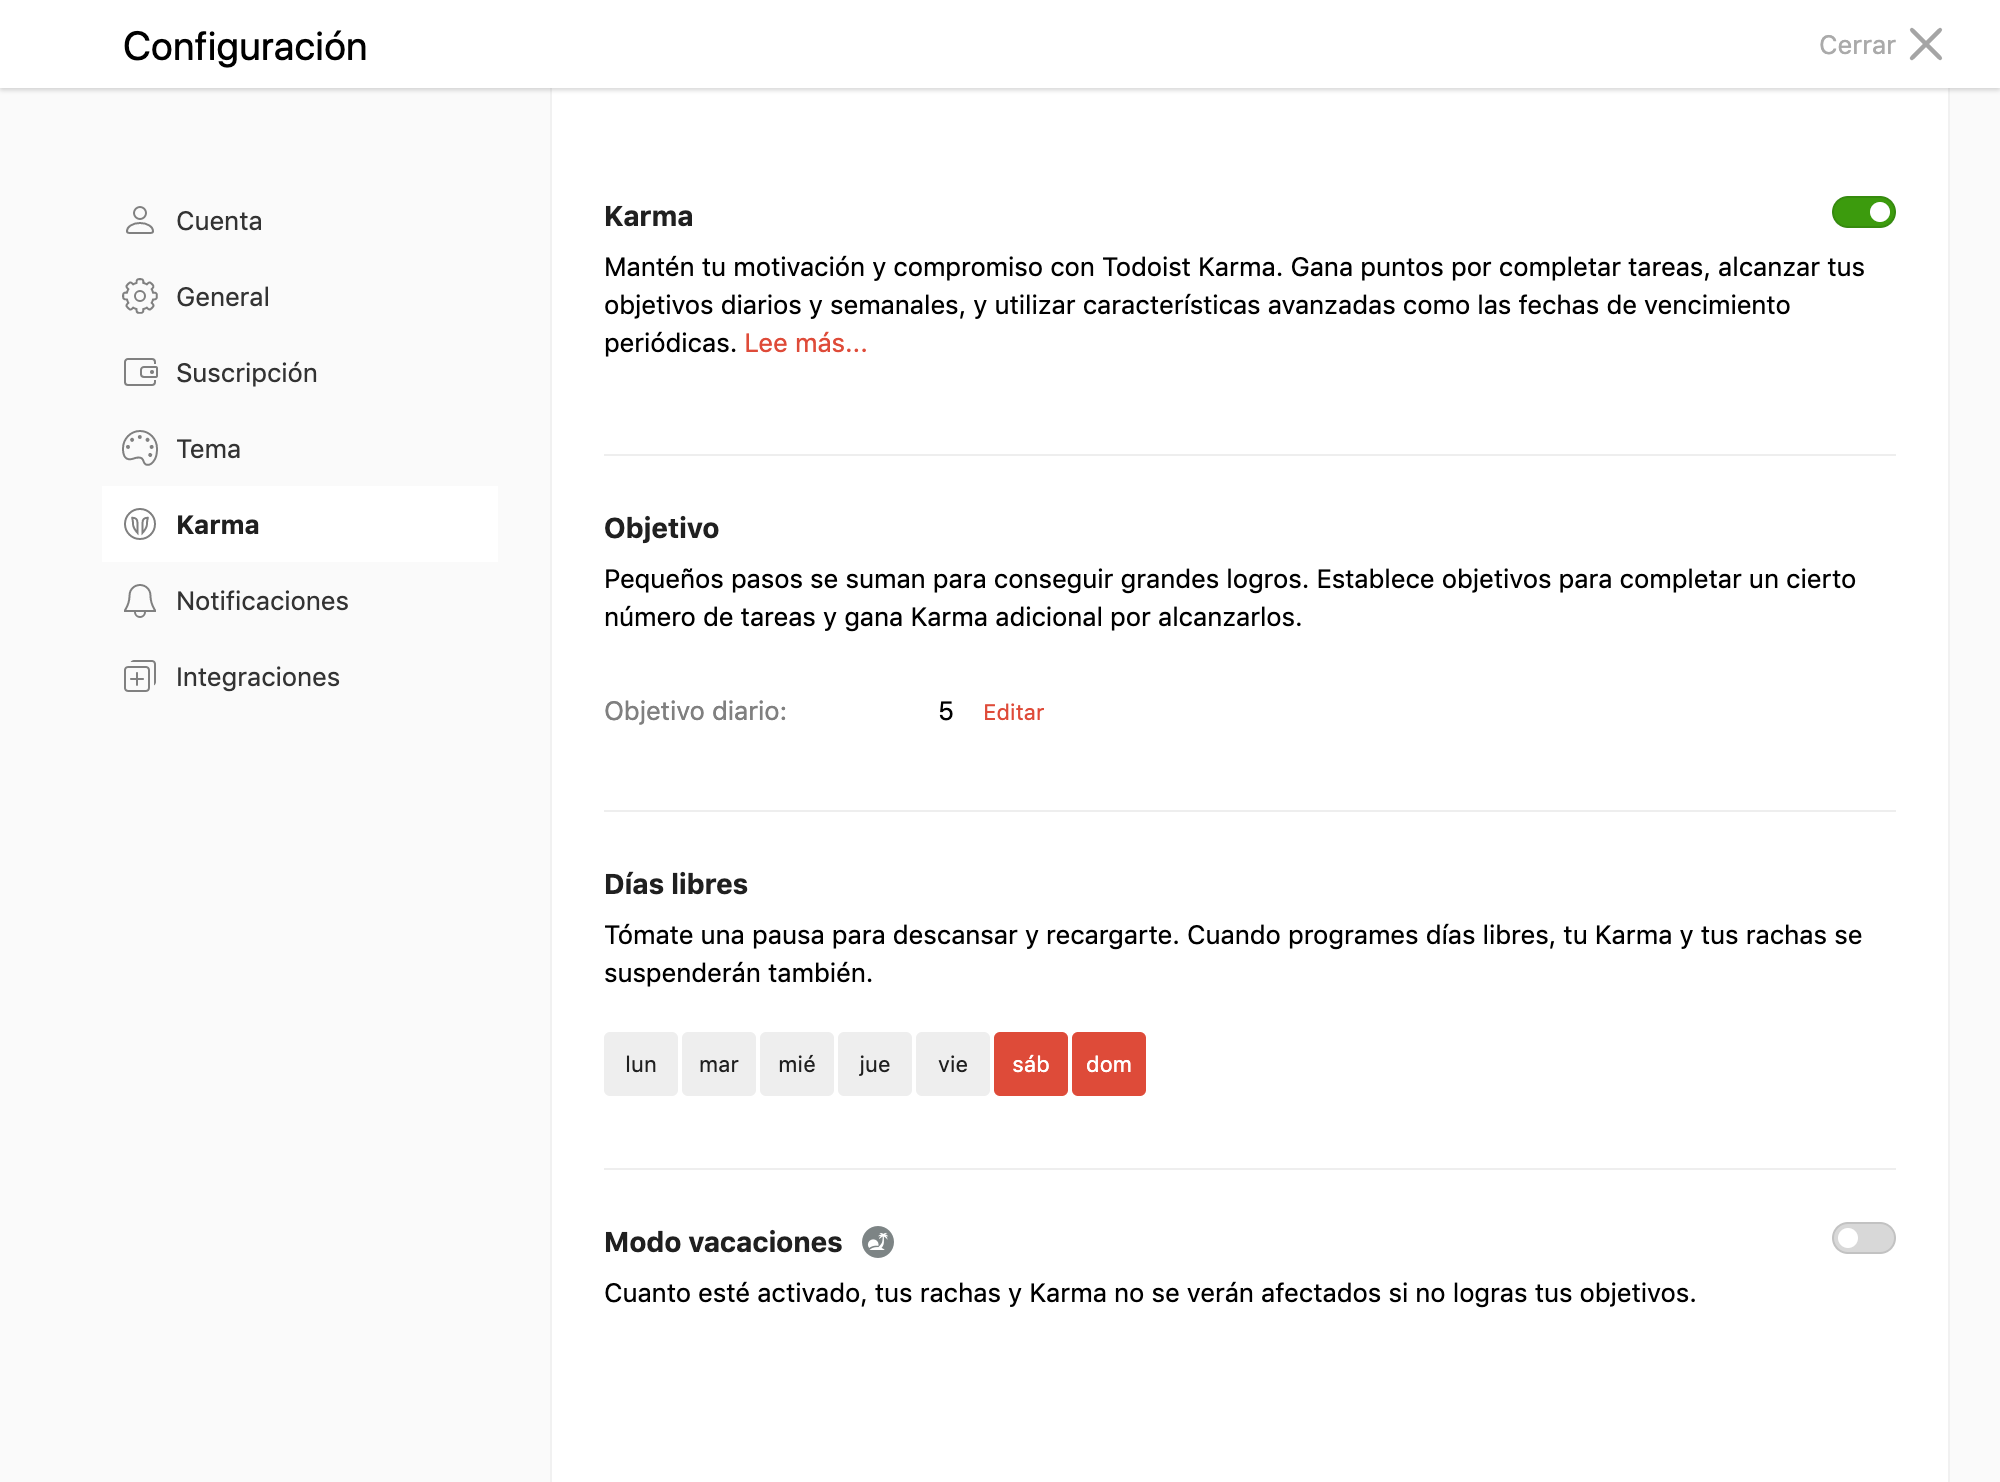 Configuración
Cerrar
Cuenta
General
Suscripción
Tema
Karma
Notificaciones
Integraciones
Karma
Mantén tu motivación y compromiso con Todoist Karma. Gana puntos por completar tareas, alcanzar tus
objetivos diarios y semanales, y utilizar características avanzadas como las fechas de vencimiento
periódicas. Lee más...
Objetivo
Pequeños pasos se suman para conseguir grandes logros. Establece objetivos para completar un cierto
número de tareas y gana Karma adicional por alcanzarlos.
Objetivo diario: 5 Editar
Días libres
Tómate una pausa para descansar y recargarte. Cuando programes días libres, tu Karma y tus rachas se
suspenderán también.
lun mar mié jue vie sáb dom
Modo vacaciones
Cuanto esté activado, tus rachas y Karma no se verán afectados si no logras tus objetivos.